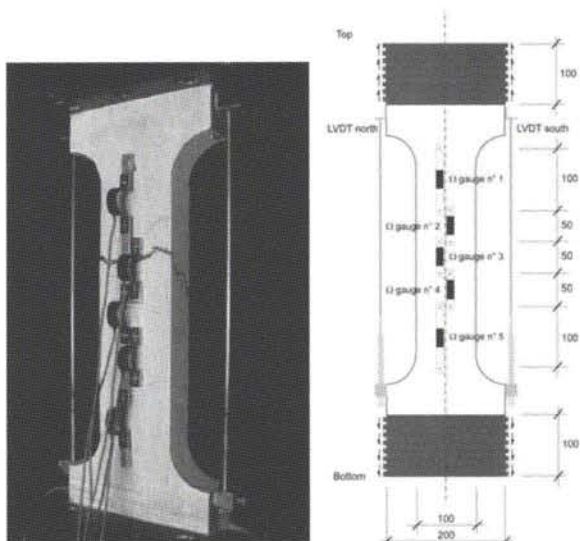 Top
100
LVDT north
LVDT south
Ω gauge n° 1
100
Ω gauge n° 2
50
Ω gauge n° 3
50
Ω gauge n° 4
50
Ω gauge n° 5
100
100
Bottom
100
200